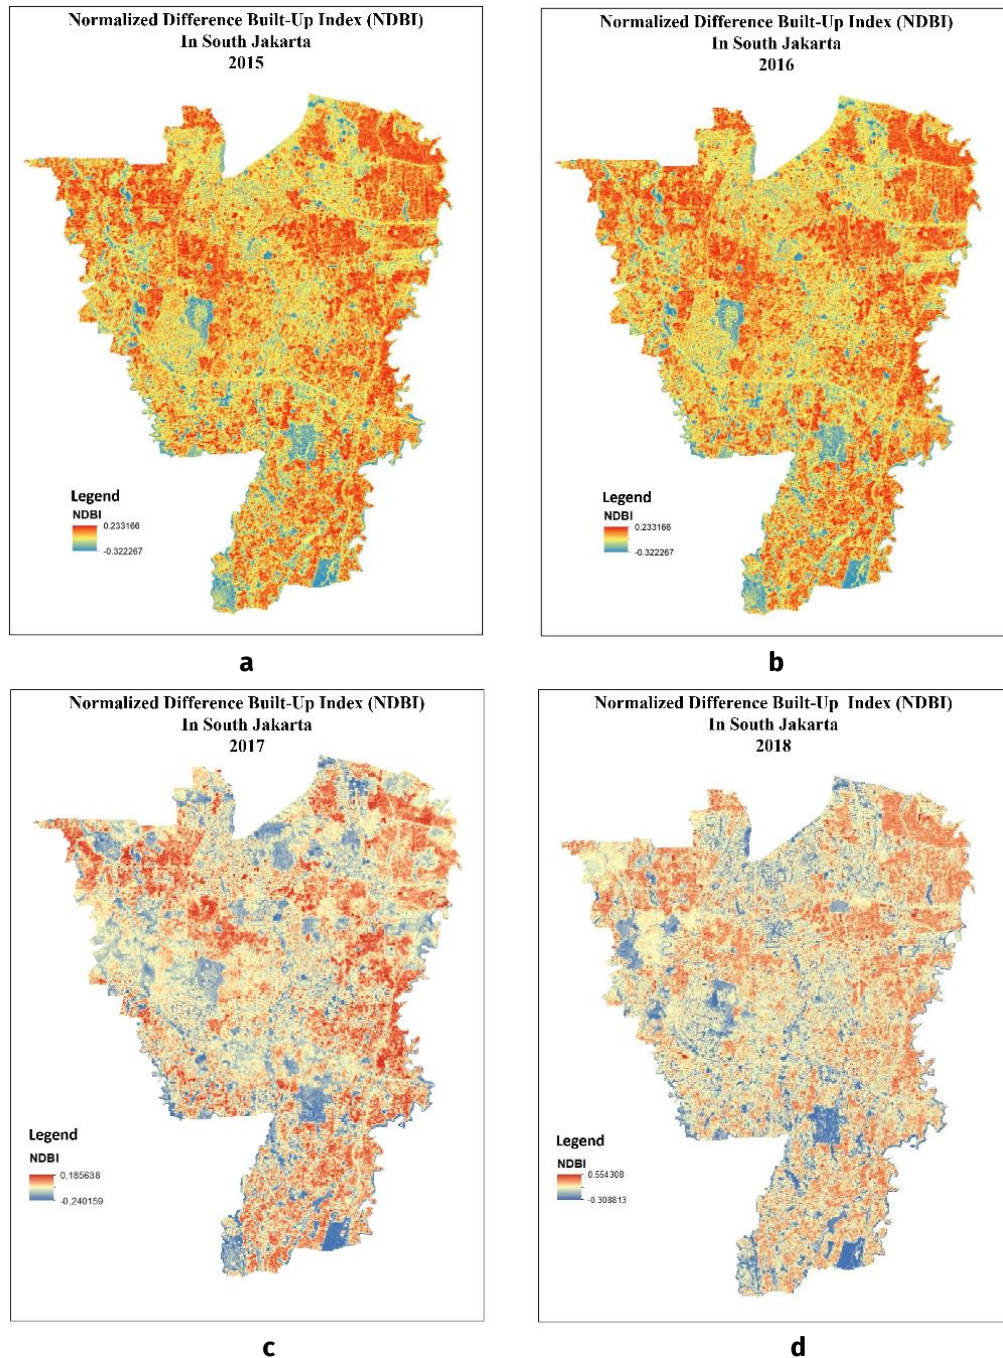 Normalized Difference Built-Up Index (NDBI)
In South Jakarta
2015
Legend
NDBI
0.233166
-0.322267
a
Normalized Difference Built-Up Index (NDBI)
In South Jakarta
2016
Legend
NDBI
0.233166
-0.322267
b
Normalized Difference Built-Up Index (NDBI)
In South Jakarta
2017
Legend
NDBI
0,185638
-0,240159
c
Normalized Difference Built-Up Index (NDBI)
In South Jakarta
2018
Legend
NDBI
0.554308
-0.308813
d